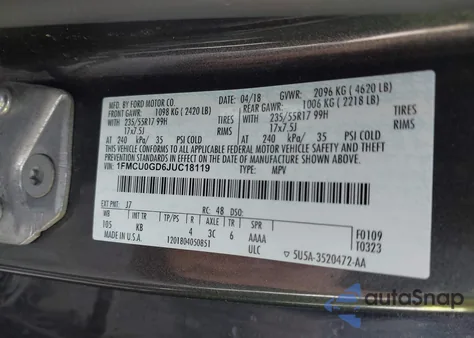 MFD. BY FORD MOTOR CO. 04/18 GVWR: 2096 KG ( 4620 LB)
FRONT GAWR: 1098 KG ( 2420 LB) REAR GAWR: 1006 KG ( 2218 LB)
WITH 235/55R17 99H TIRES WITH 235/55R17 99H TIRES
17x7.5J RIMS 17x7.5J RIMS
AT 240 kPa/ 35 PSI COLD AT 240 kPa/ 35 PSI COLD
THIS VEHICLE CONFORMS TO ALL APPLICABLE FEDERAL MOTOR VEHICLE
SAFETY AND THEFT PREVENTION STANDARDS IN EFFECT ON THE DATE OF MANUFACTURE SHOWN ABOVE.
VIN: 1FMCU0GD6JUC18119 TYPE: MPV
EXT PNT: J7 RC: 48 DSO: F0109
WB INT TR TP/PS R AXLE TR SPR T0323
105 KB 4 3C 6 AAAA
MADE IN U.S.A. 1201804050851 ULC 5U5A-3520472-AA
autoSnap